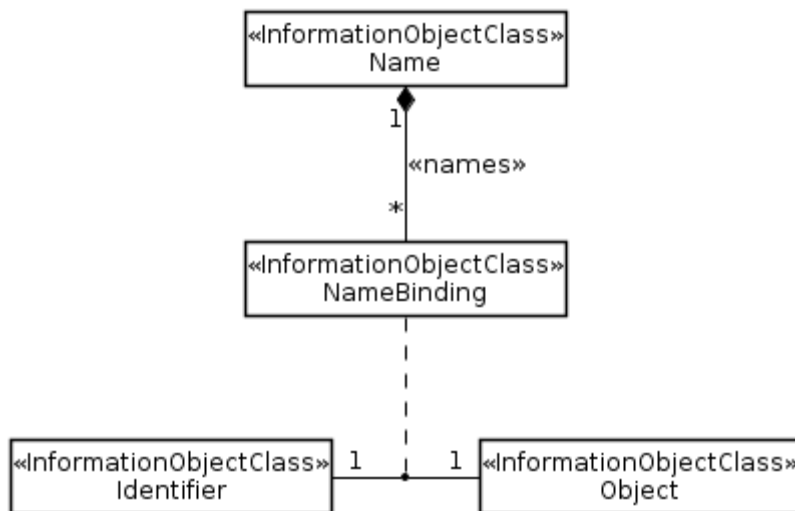 «InformationObjectClass»
Name
1
«names»
*
«InformationObjectClass»
NameBinding
«InformationObjectClass»
Identifier
1
1
«InformationObjectClass»
Object